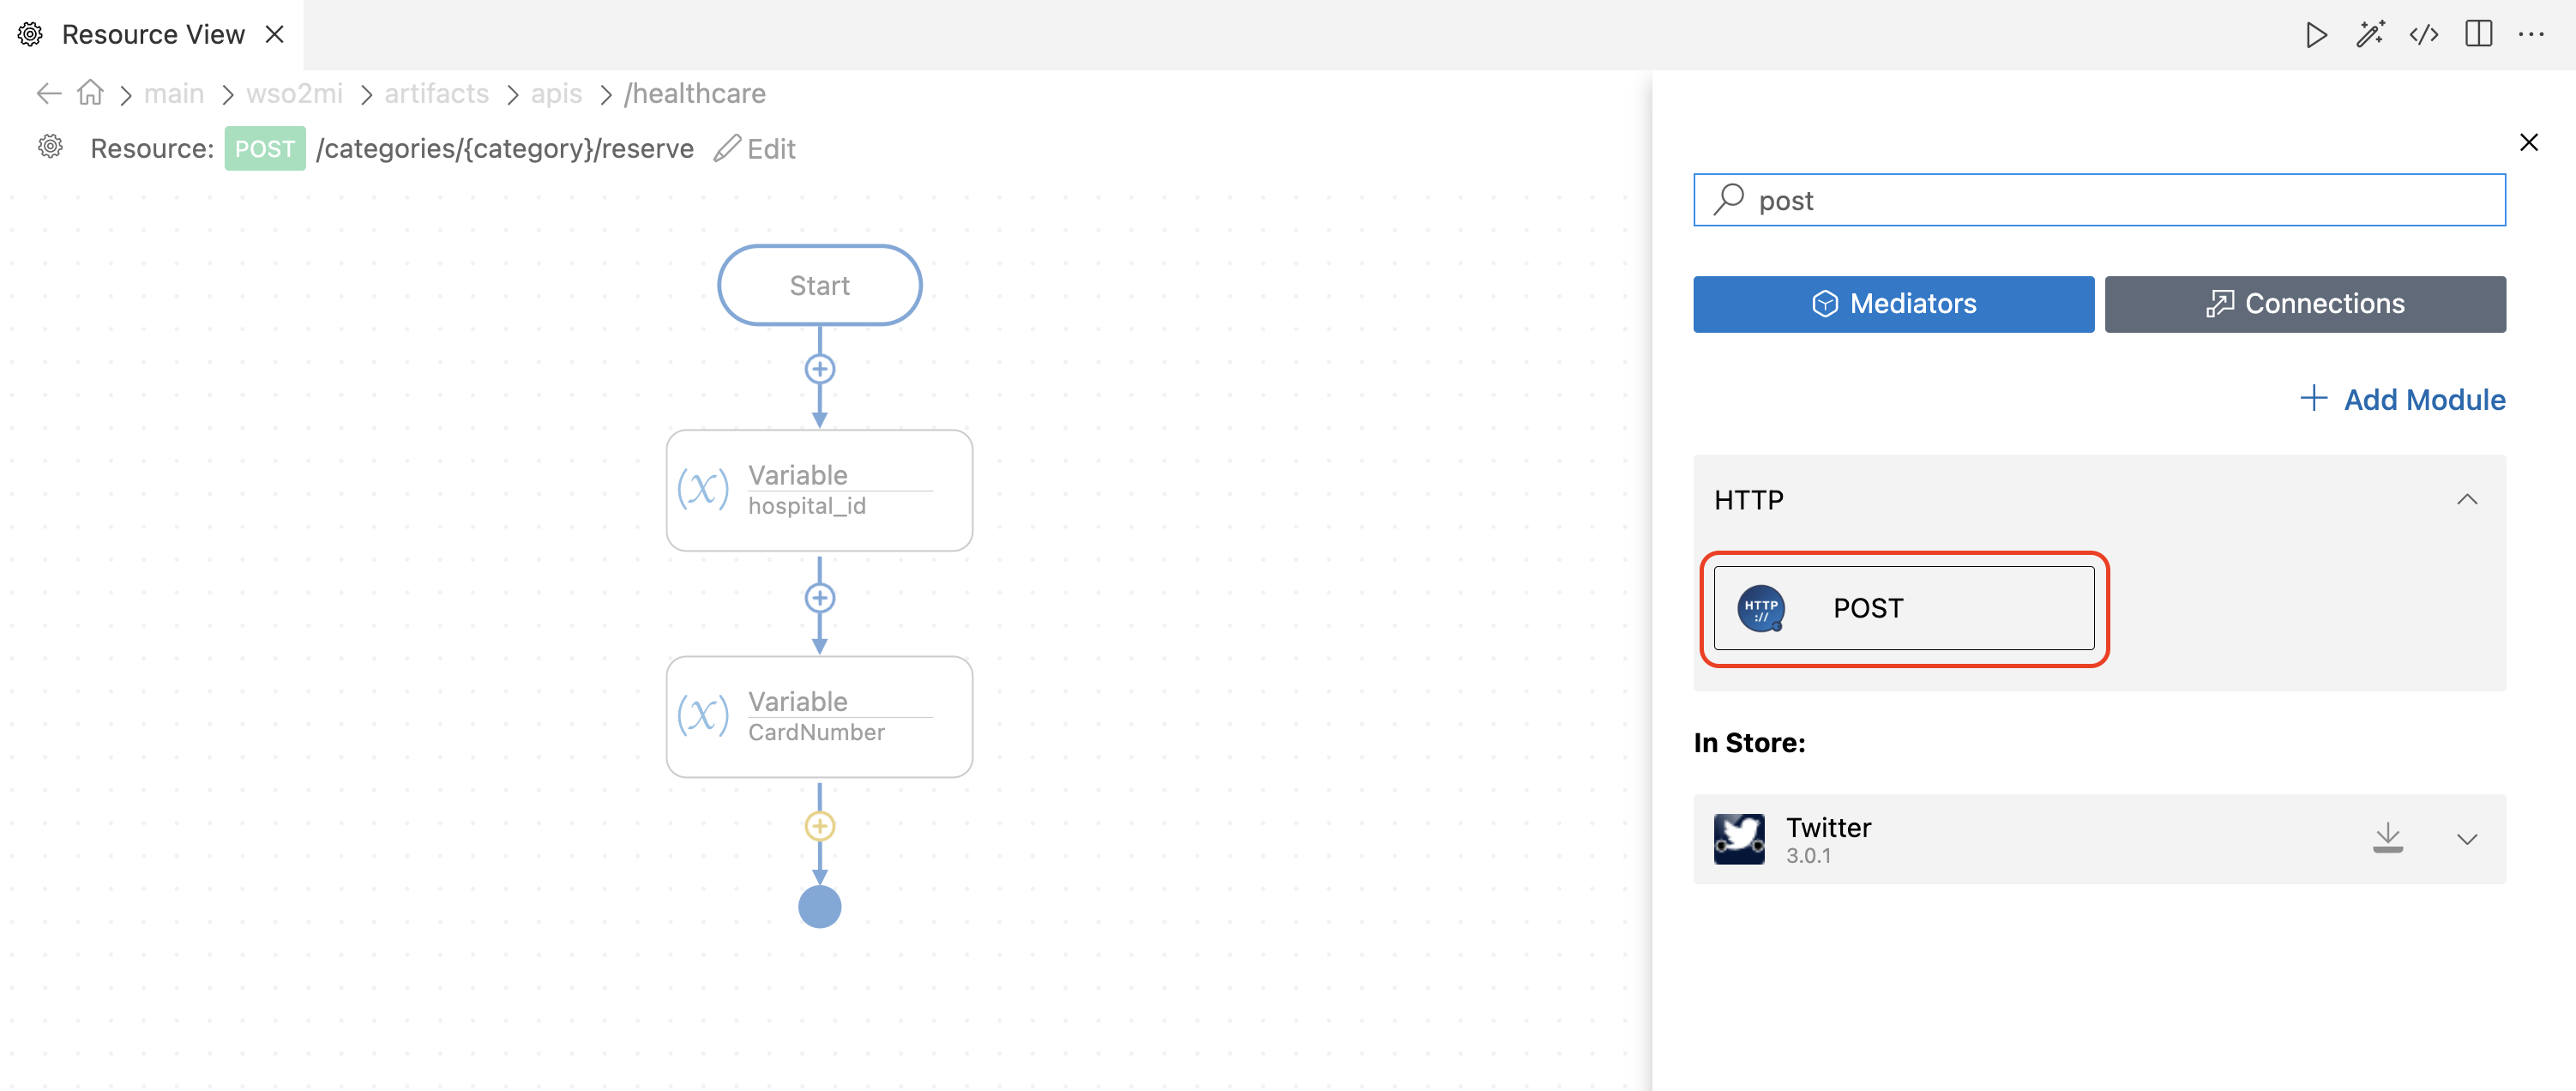 Resource View
main > wso2mi > artifacts > apis > /healthcare
Resource: POST /categories/{category}/reserve Edit
Start
Variable
hospital_id
Variable
CardNumber
post
Mediators
Connections
+ Add Module
HTTP
HTTP
://
POST
In Store:
Twitter
3.0.1